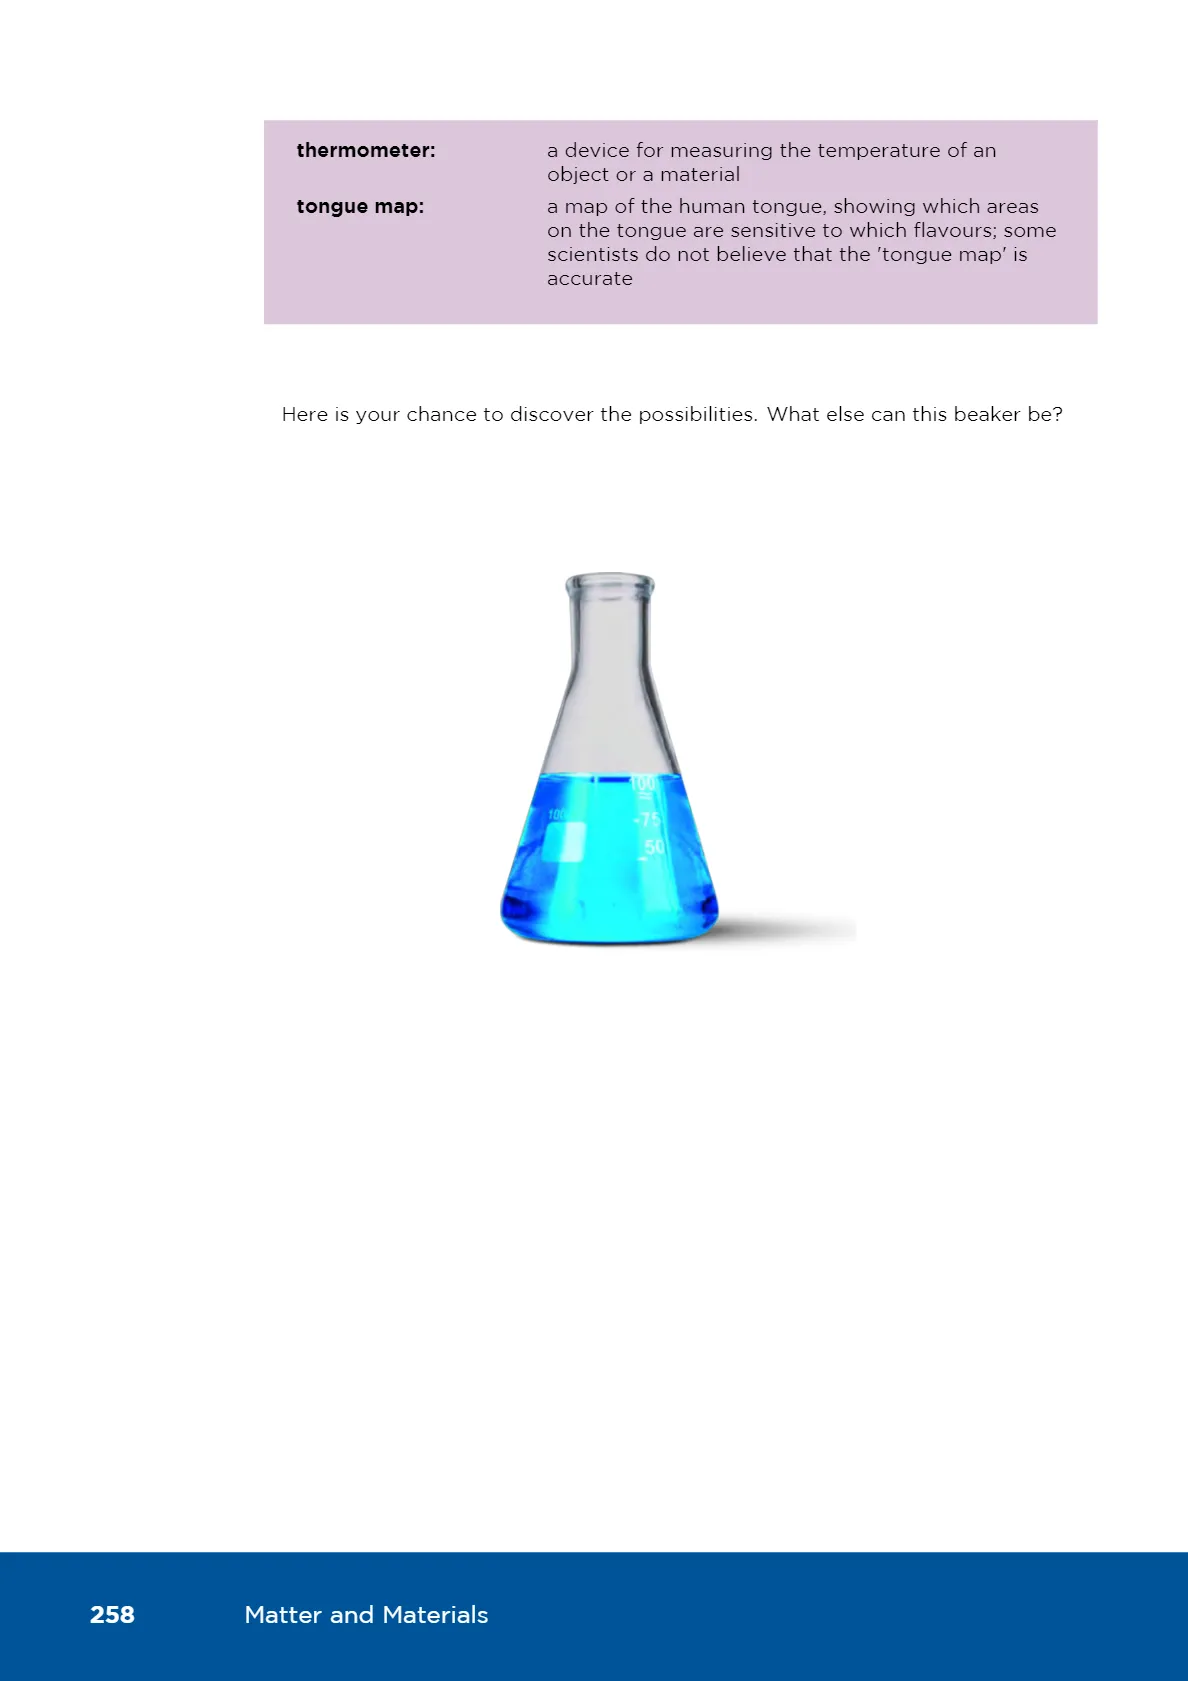 thermometer: a device for measuring the temperature of an
object or a material
tongue map: a map of the human tongue, showing which areas
on the tongue are sensitive to which flavours; some
scientists do not believe that the 'tongue map' is
accurate
Here is your chance to discover the possibilities. What else can this beaker be?
100
100
-75
50
258 Matter and Materials